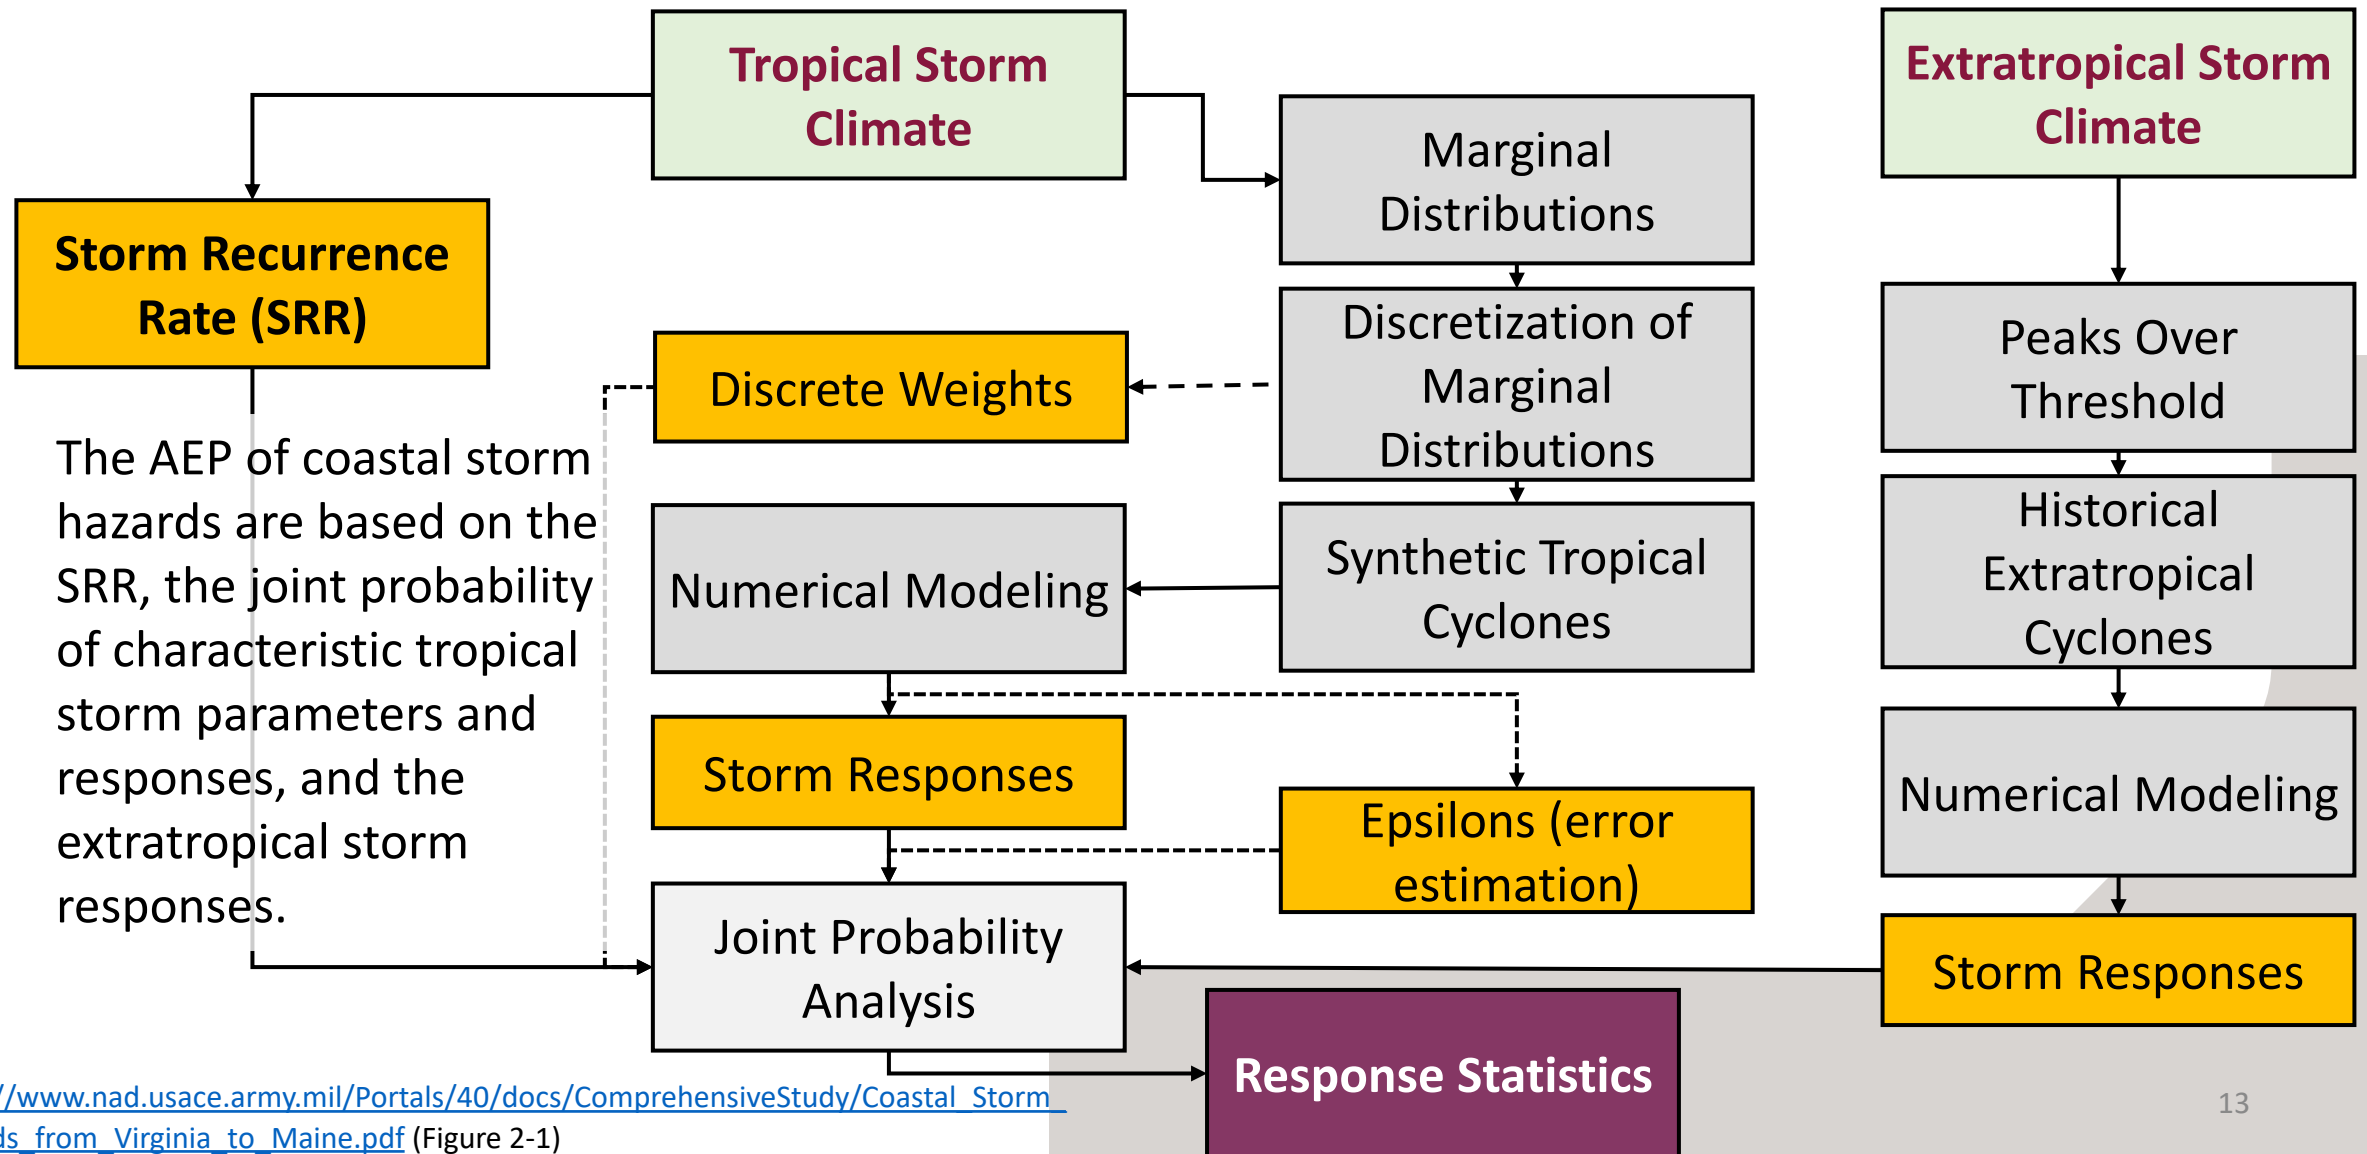 Tropical Storm
Climate
Extratropical Storm
Climate
Marginal
Distributions
Storm Recurrence
Rate (SRR)
Discretization of
Marginal
Distributions
Discrete Weights
Peaks Over
Threshold
The AEP of coastal storm
hazards are based on the
SRR, the joint probability
of characteristic tropical
storm parameters and
responses, and the
extratropical storm
responses.
Numerical Modeling
Synthetic Tropical
Cyclones
Historical
Extratropical
Cyclones
Storm Responses
Epsilons (error
estimation)
Numerical Modeling
Joint Probability
Analysis
Storm Responses
Response Statistics
//www.nad.usace.army.mil/Portals/40/docs/ComprehensiveStudy/Coastal_Storm_
ds_from_Virginia_to_Maine.pdf (Figure 2-1)
13